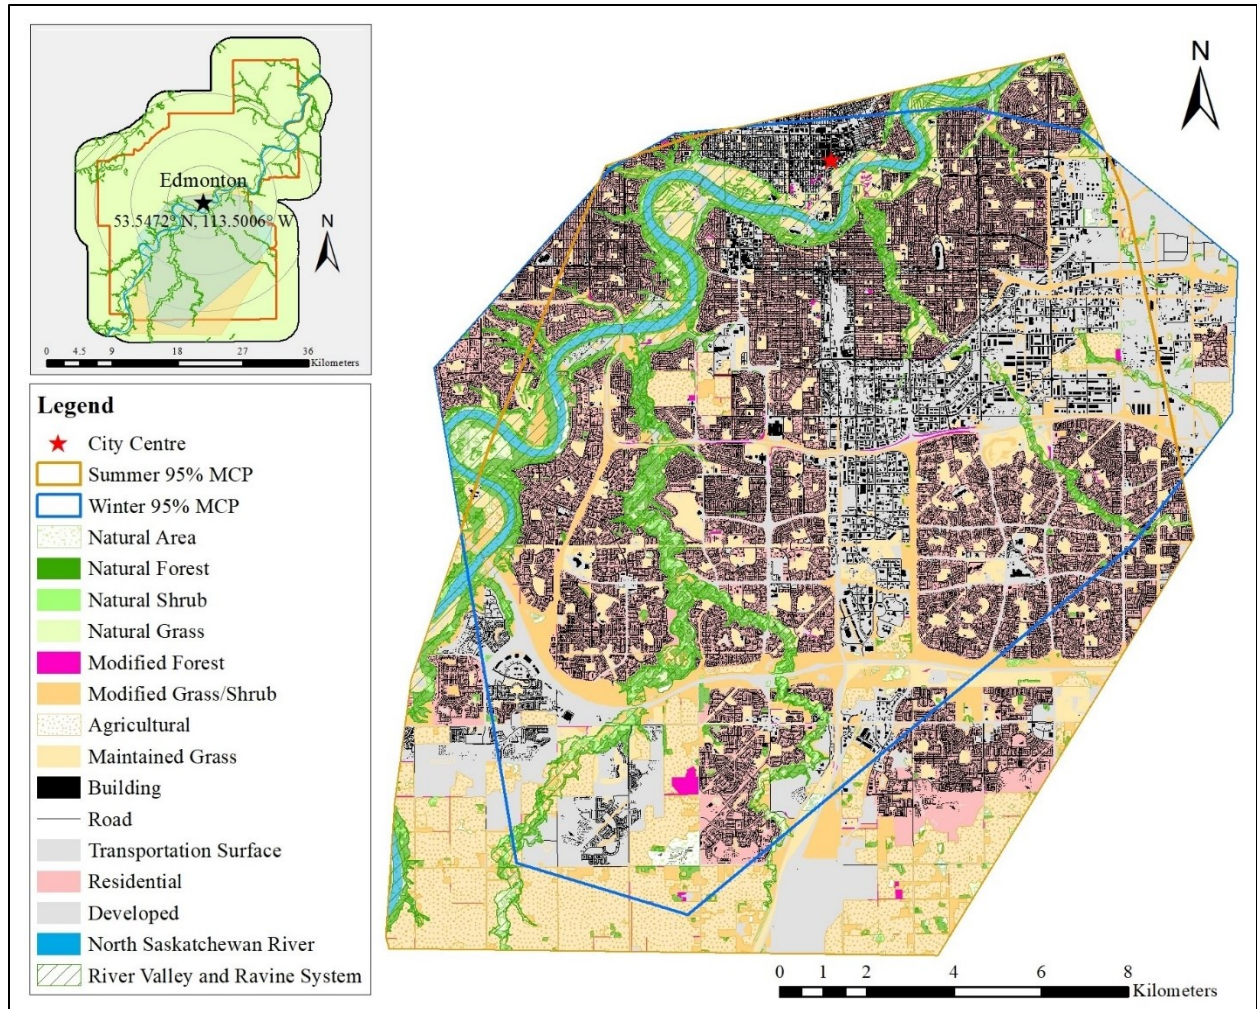 Edmonton
53.5472° N, 113.5006° W
N
0 4.5 9 18 27 36
Kilometers
Legend
City Centre
Summer 95% MCP
Winter 95% MCP
Natural Area
Natural Forest
Natural Shrub
Natural Grass
Modified Forest
Modified Grass/Shrub
Agricultural
Maintained Grass
Building
Road
Transportation Surface
Residential
Developed
North Saskatchewan River
River Valley and Ravine System
N
0 1 2 4 6 8
Kilometers